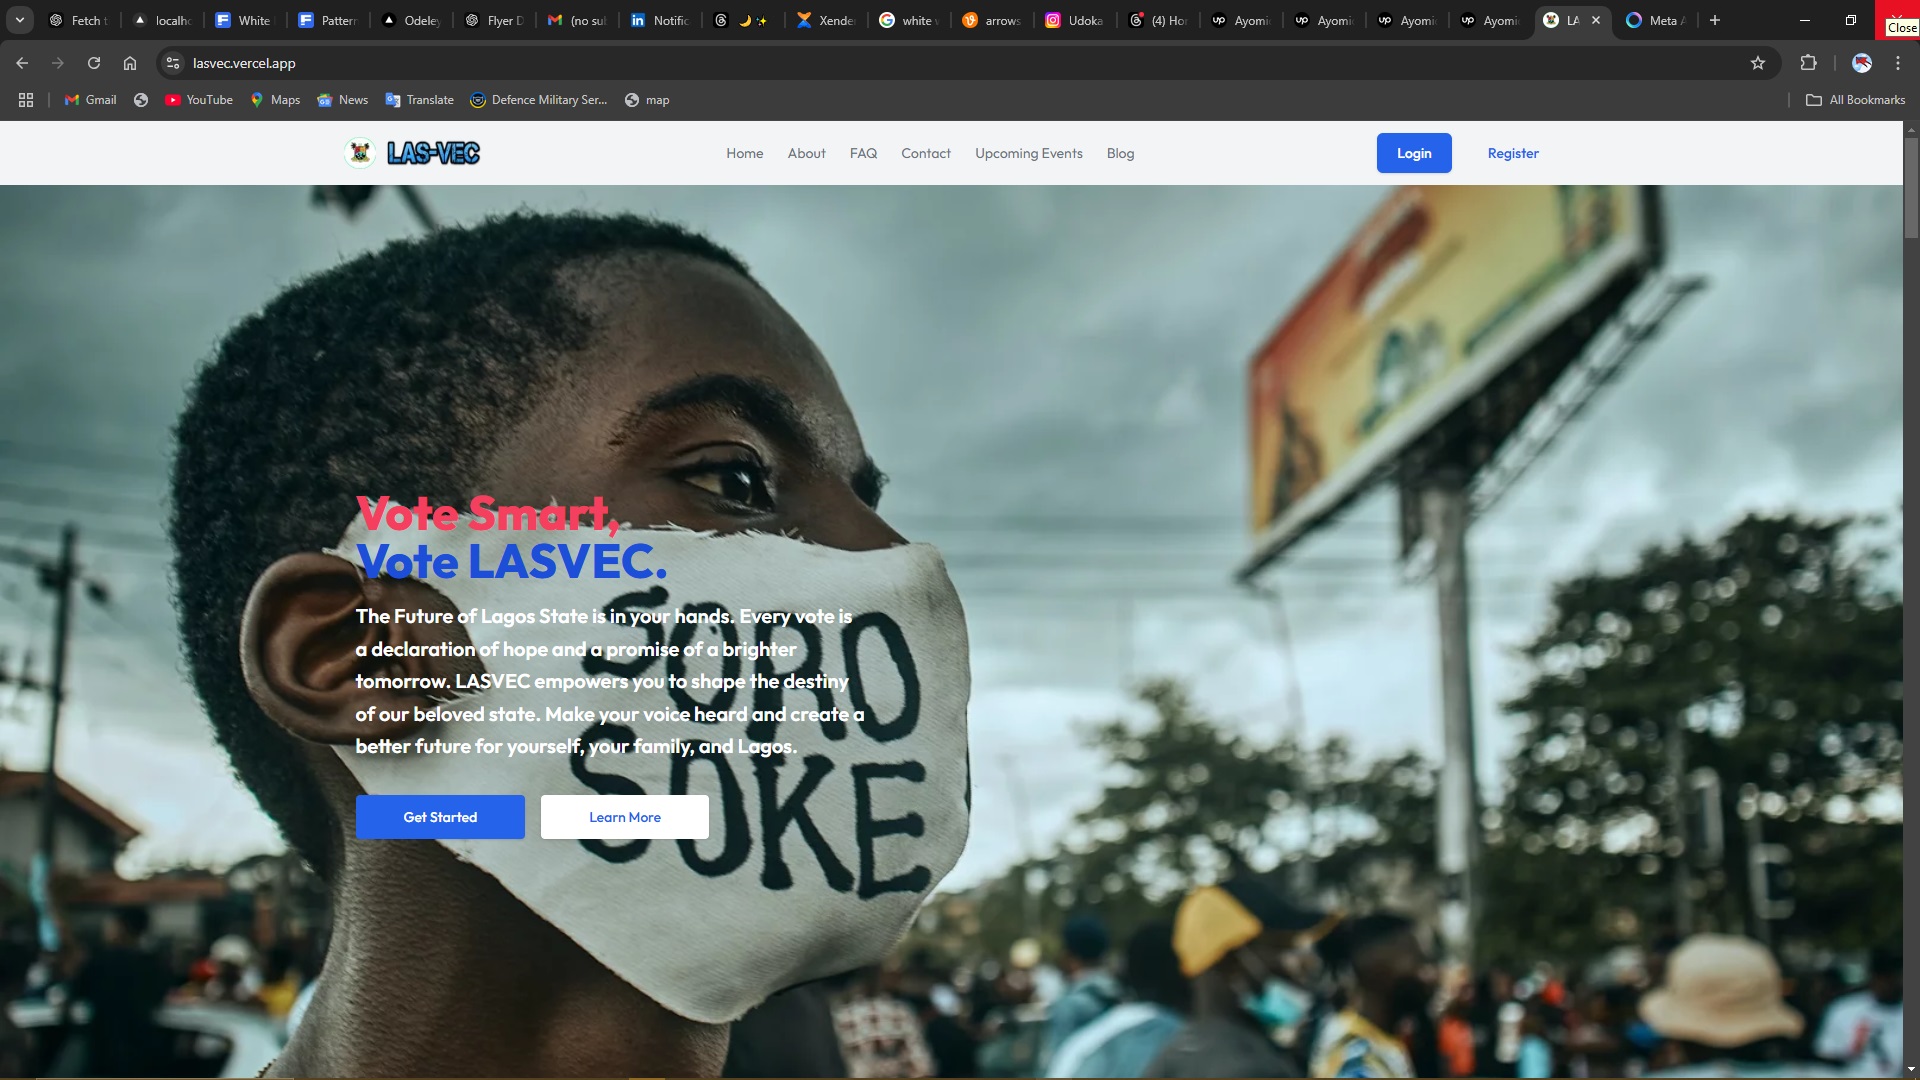 Fetch
localho
White
Pattern
Odeley
Flyer D
(no sub
Notific
Xender
white v
arrows
Udoka
(4) Ho
Ayomi
Ayomi
Ayomi
Ayomi
LA
Meta A
Close
lasvec.vercel.app
Gmail
YouTube
Maps
News
Translate
Defence Military Ser...
map
All Bookmarks
LAS-VEC
Home
About
FAQ
Contact
Upcoming Events
Blog
Login
Register
Vote Smart,
Vote LASVEC.
The Future of Lagos State is in your hands. Every vote is
a declaration of hope and a promise of a brighter
tomorrow. LASVEC empowers you to shape the destiny
of our beloved state. Make your voice heard and create a
better future for yourself, your family, and Lagos.
Get Started
Learn More
SORO
SOKE